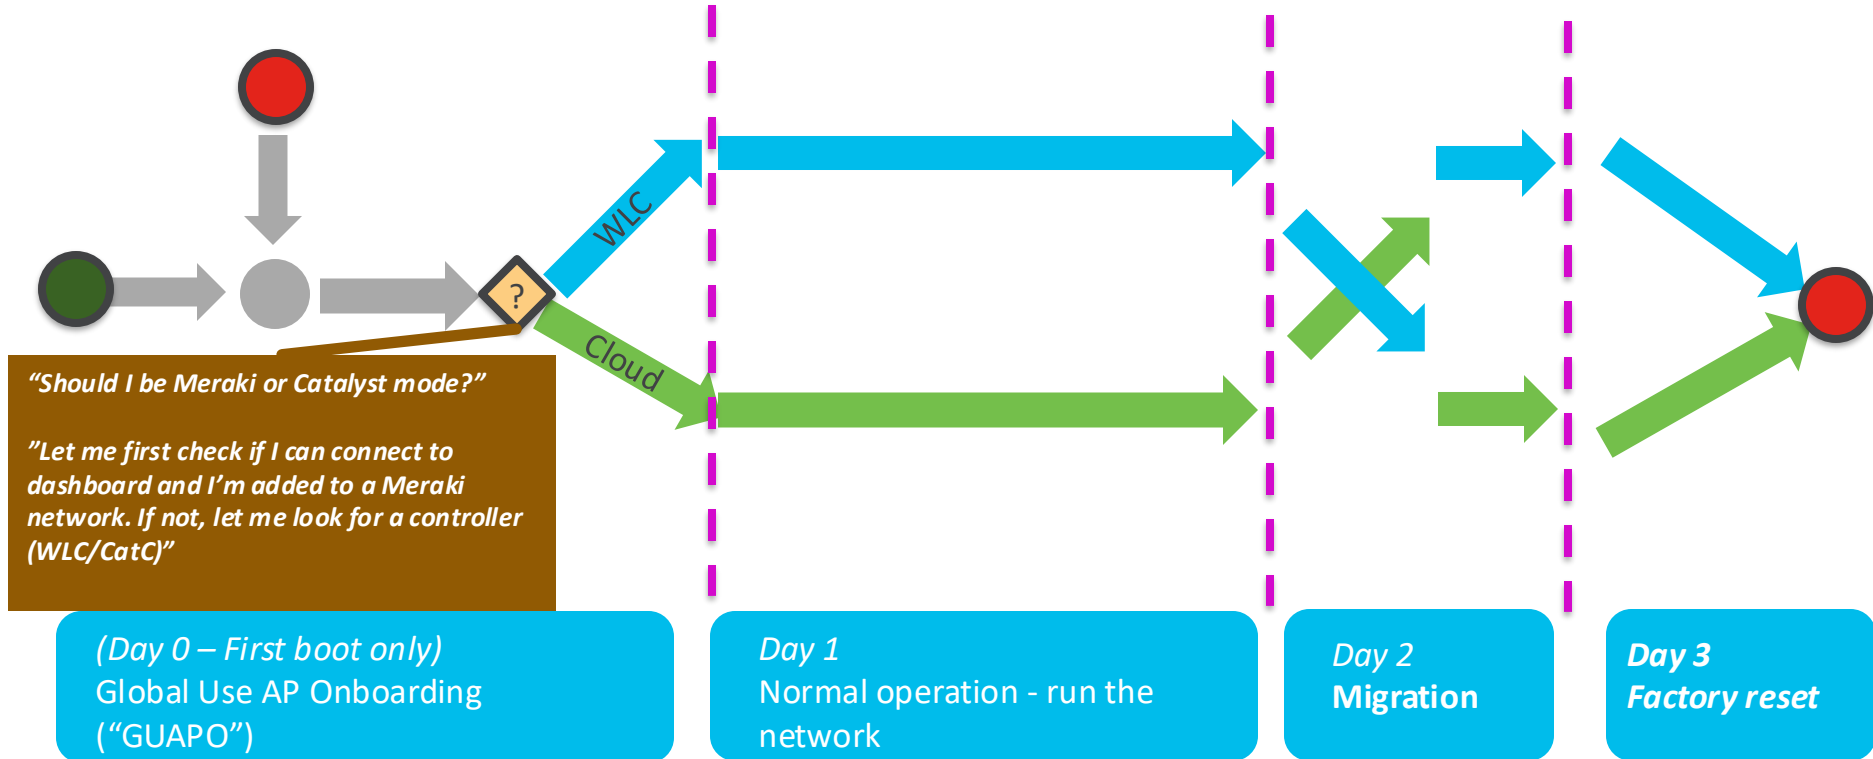 WLC
?
Cloud
“Should I be Meraki or Catalyst mode?”
”Let me first check if I can connect to
dashboard and I’m added to a Meraki
network. If not, let me look for a controller
(WLC/CatC)”
(Day 0 – First boot only)
Global Use AP Onboarding
(“GUAPO”)
Day 1
Normal operation - run the
network
Day 2
Migration
Day 3
Factory reset